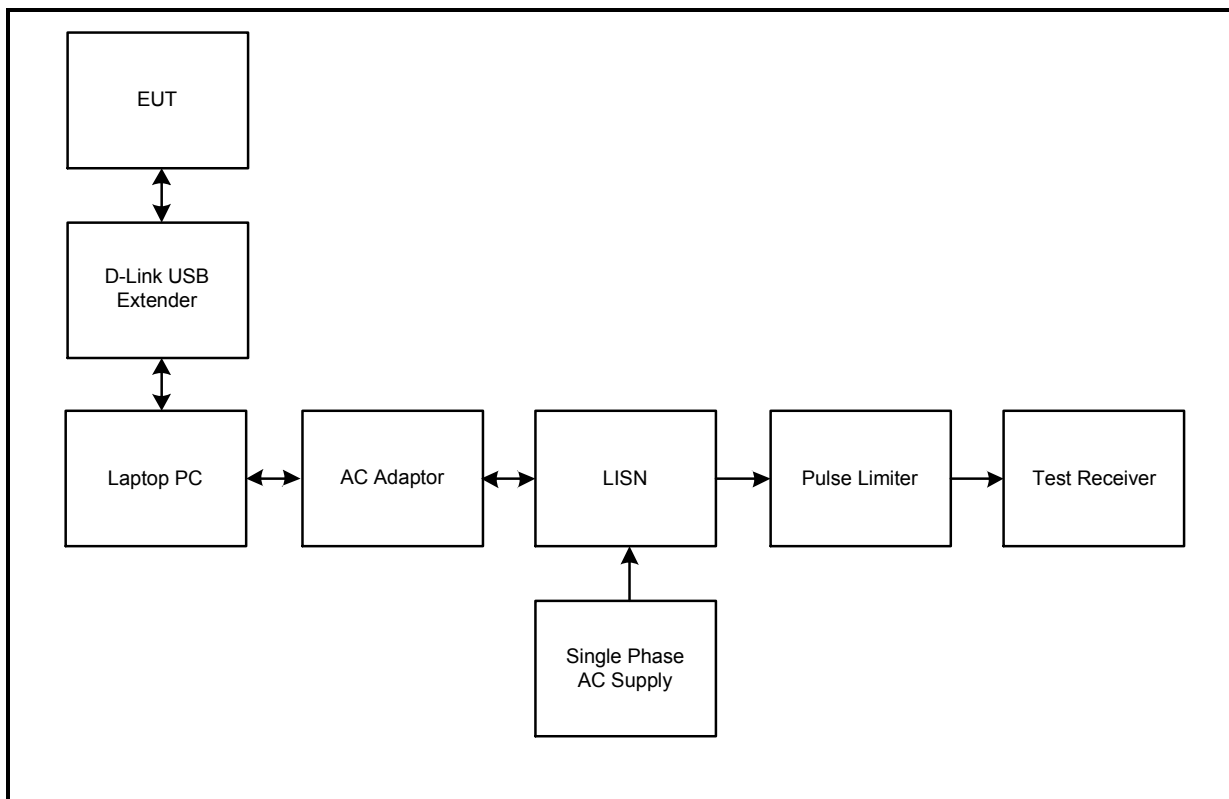 EUT
D-Link USB
Extender
Laptop PC
AC Adaptor
LISN
Pulse Limiter
Test Receiver
Single Phase
AC Supply